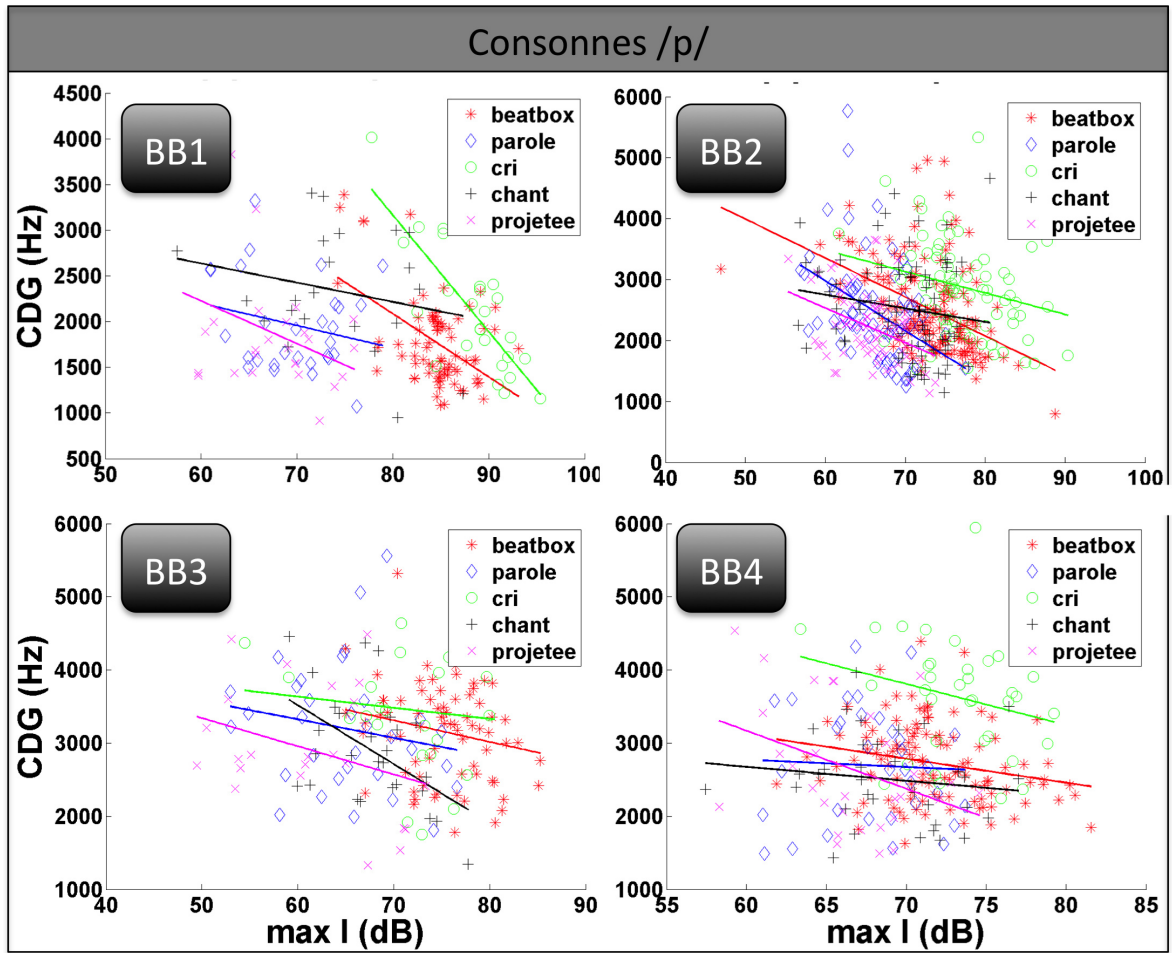 Consonnes /p/
BB1
CDG (Hz)
4500
4000
3500
3000
2500
2000
1500
1000
500
50
60
70
80
90
100
beatbox
parole
cri
chant
projetee
BB2
6000
5000
4000
3000
2000
1000
0
40
50
60
70
80
90
100
beatbox
parole
cri
chant
projetee
BB3
CDG (Hz)
6000
5000
4000
3000
2000
1000
40
50
60
70
80
90
max I (dB)
beatbox
parole
cri
chant
projetee
BB4
6000
5000
4000
3000
2000
1000
55
60
65
70
75
80
85
max I (dB)
beatbox
parole
cri
chant
projetee